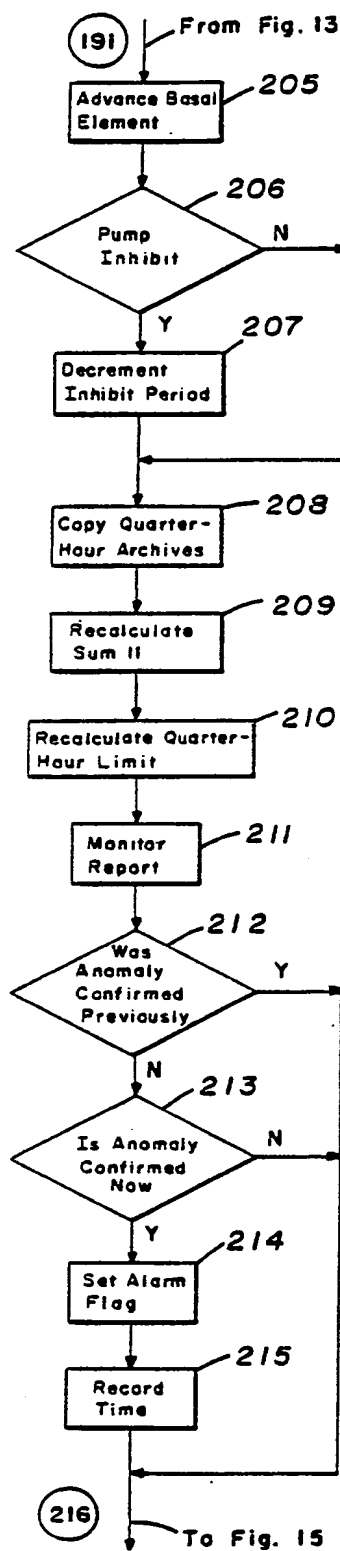 191
From Fig. 13
205
Advance Basal
Element
206
Pump
Inhibit
N
Y
207
Decrement
Inhibit Period
208
Copy Quarter-
Hour Archives
209
Recalculate
Sum II
210
Recalculate Quarter-
Hour Limit
211
Monitor
Report
212
Was
Anomaly
Confirmed
Previously
Y
N
213
Is Anomaly
Confirmed
Now
N
Y
214
Set Alarm
Flag
215
Record
Time
216
To Fig. 15